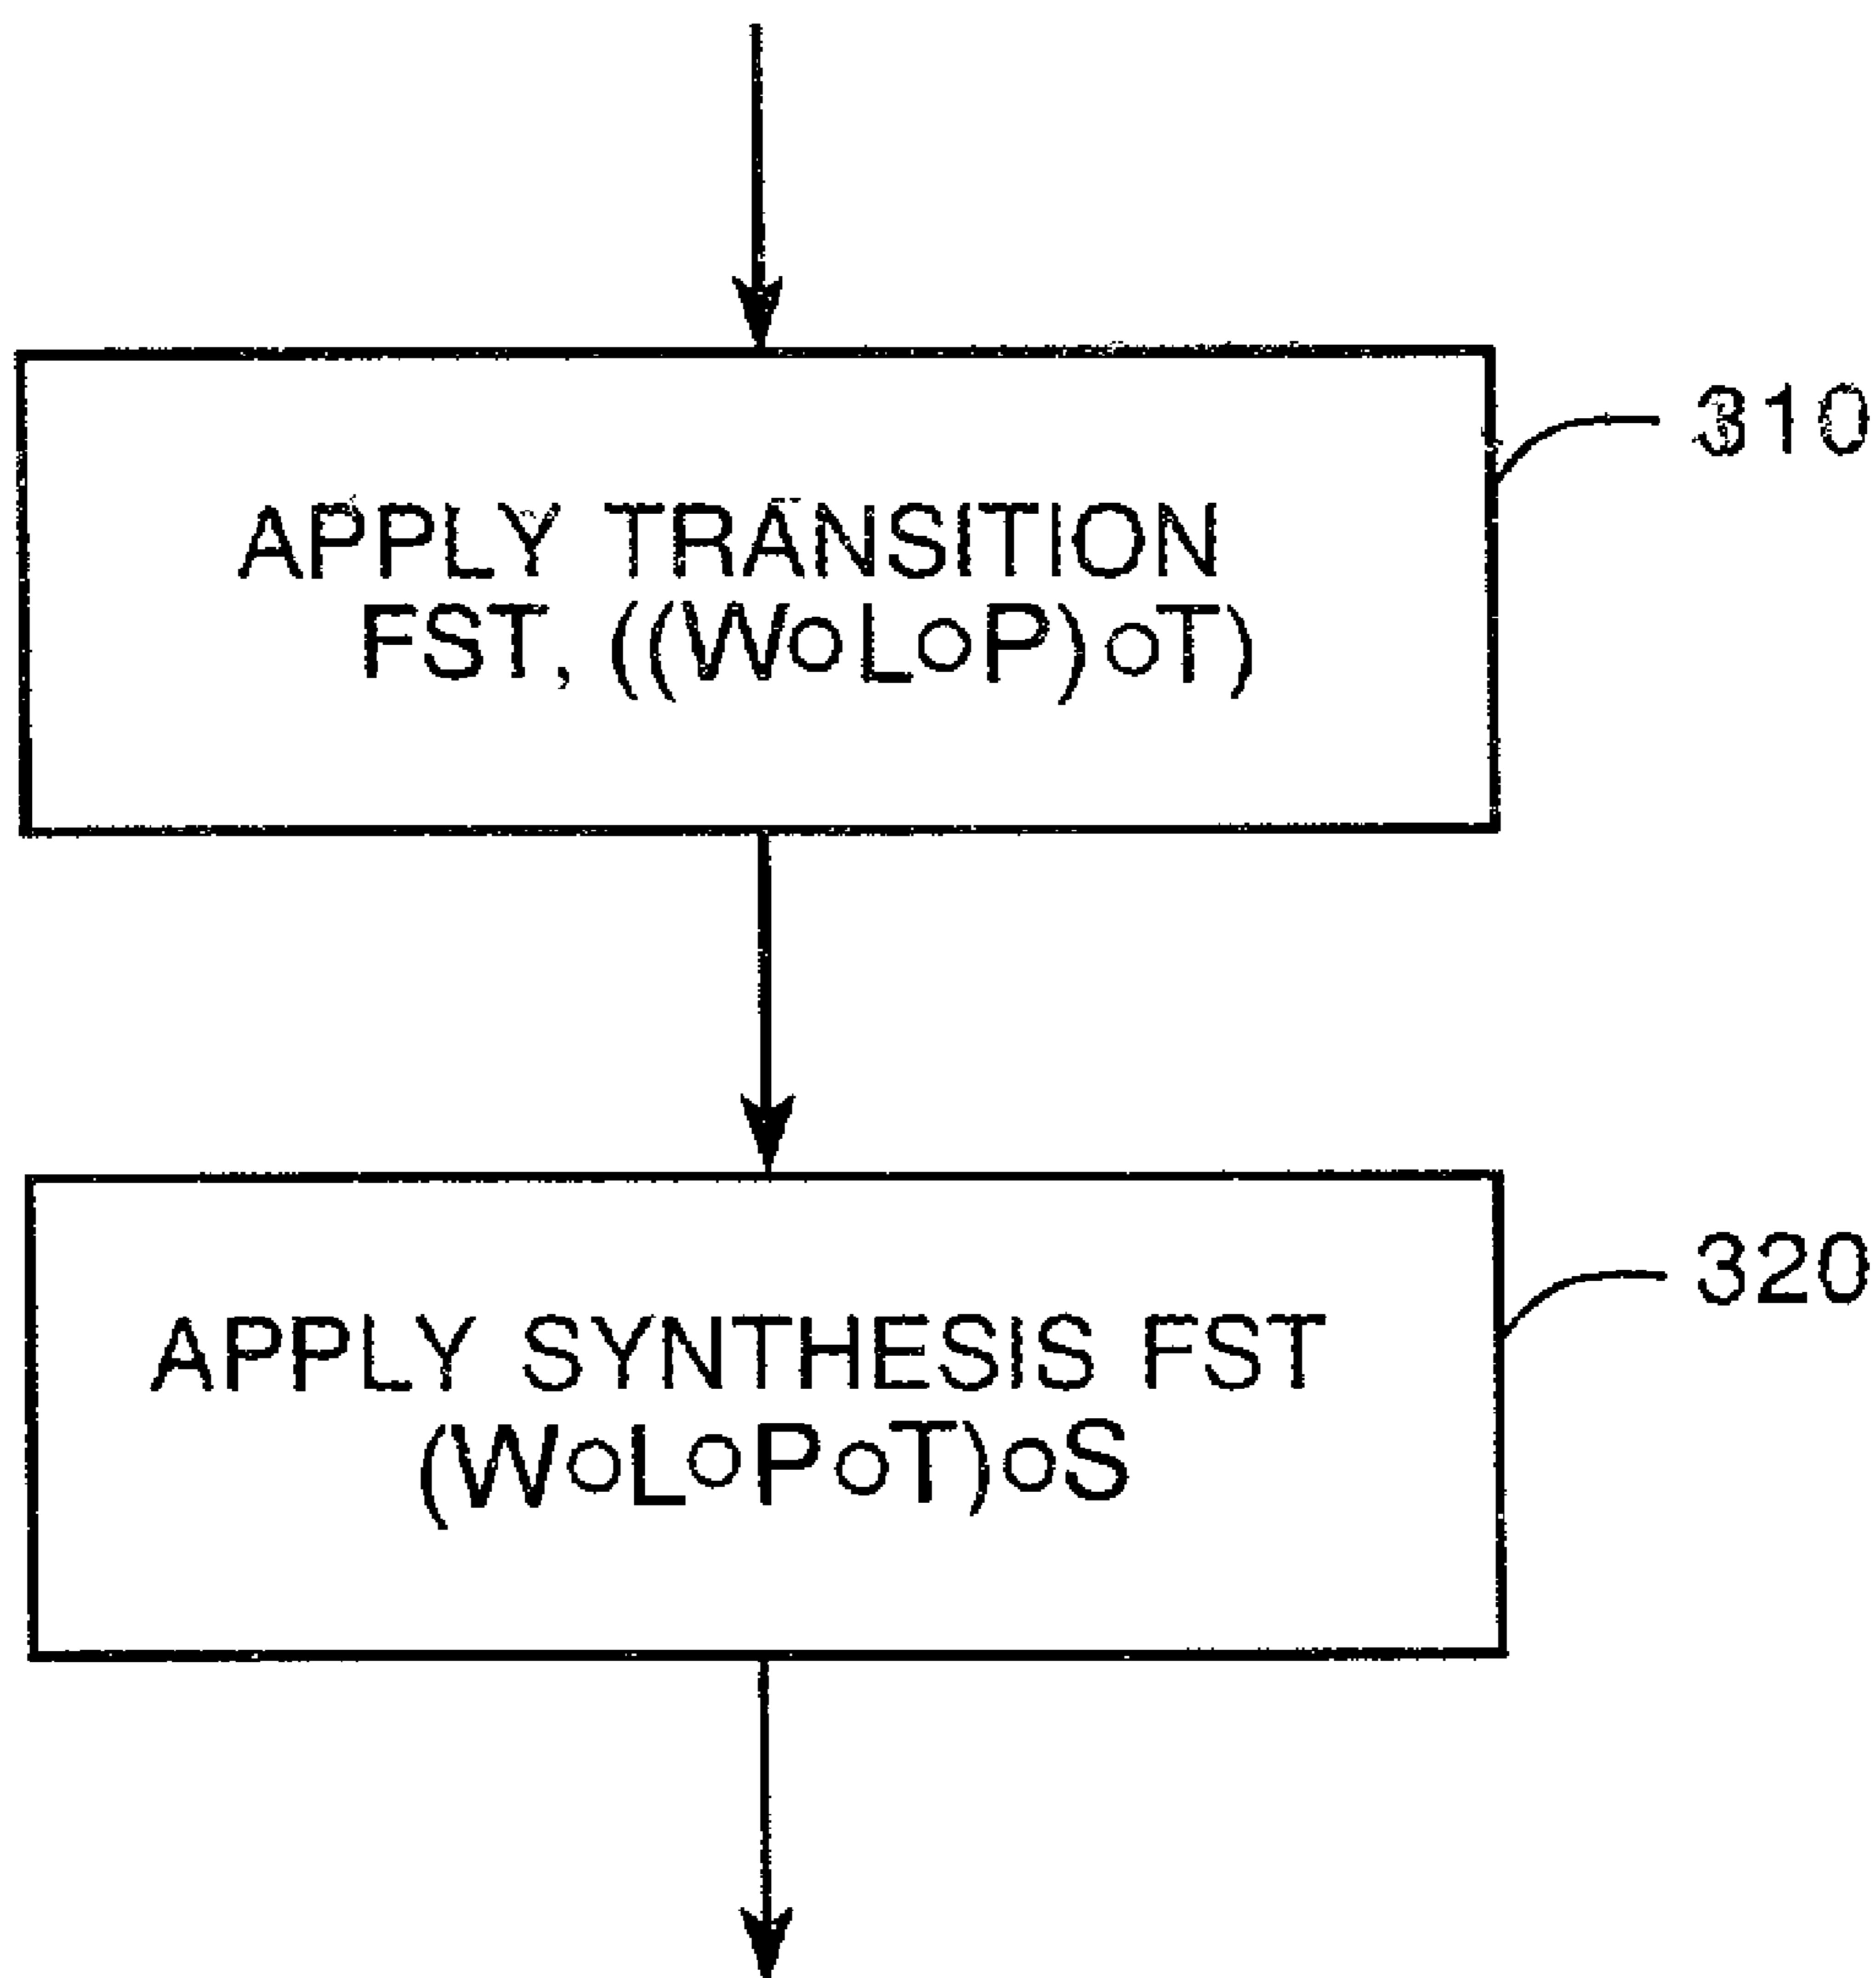 310
APPLY TRANSITION
FST, ((WoLoP)oT)
320
APPLY SYNTHESIS FST
(WoLoPoT)oS